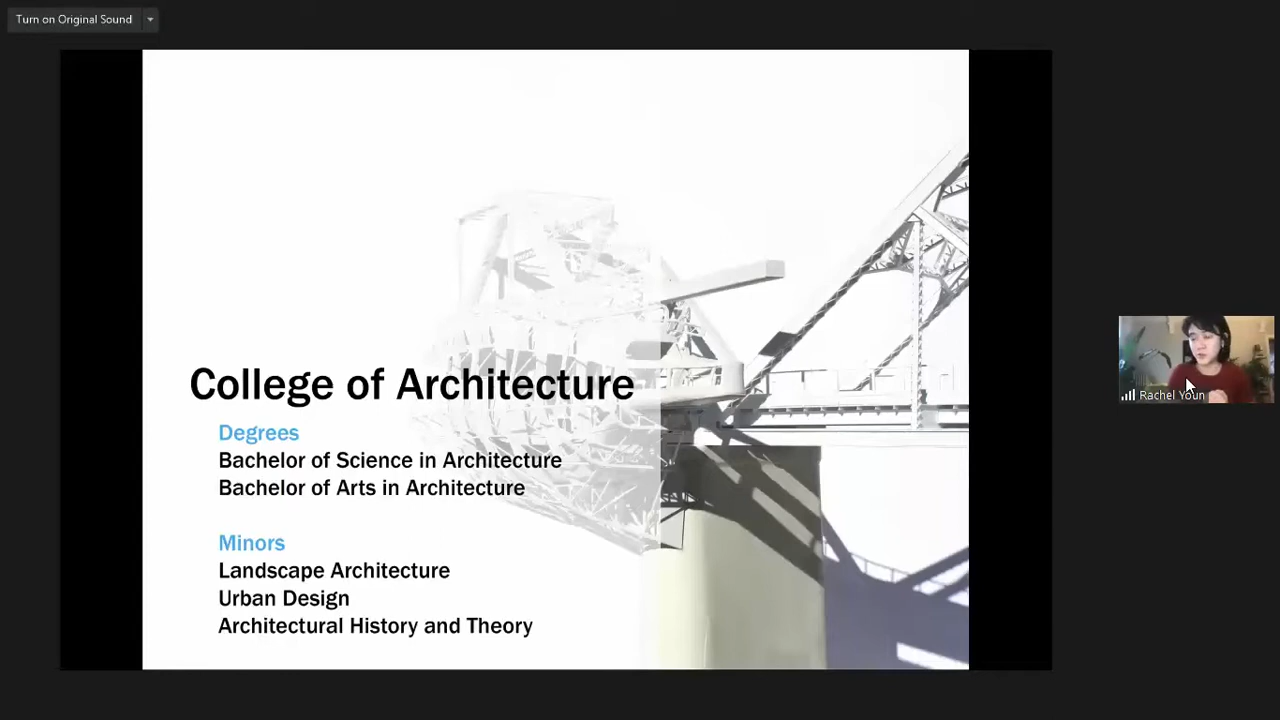 Turn on Original Sound
College of Architecture
Degrees
Bachelor of Science in Architecture
Bachelor of Arts in Architecture
Minors
Landscape Architecture
Urban Design
Architectural History and Theory
Rachel Youn